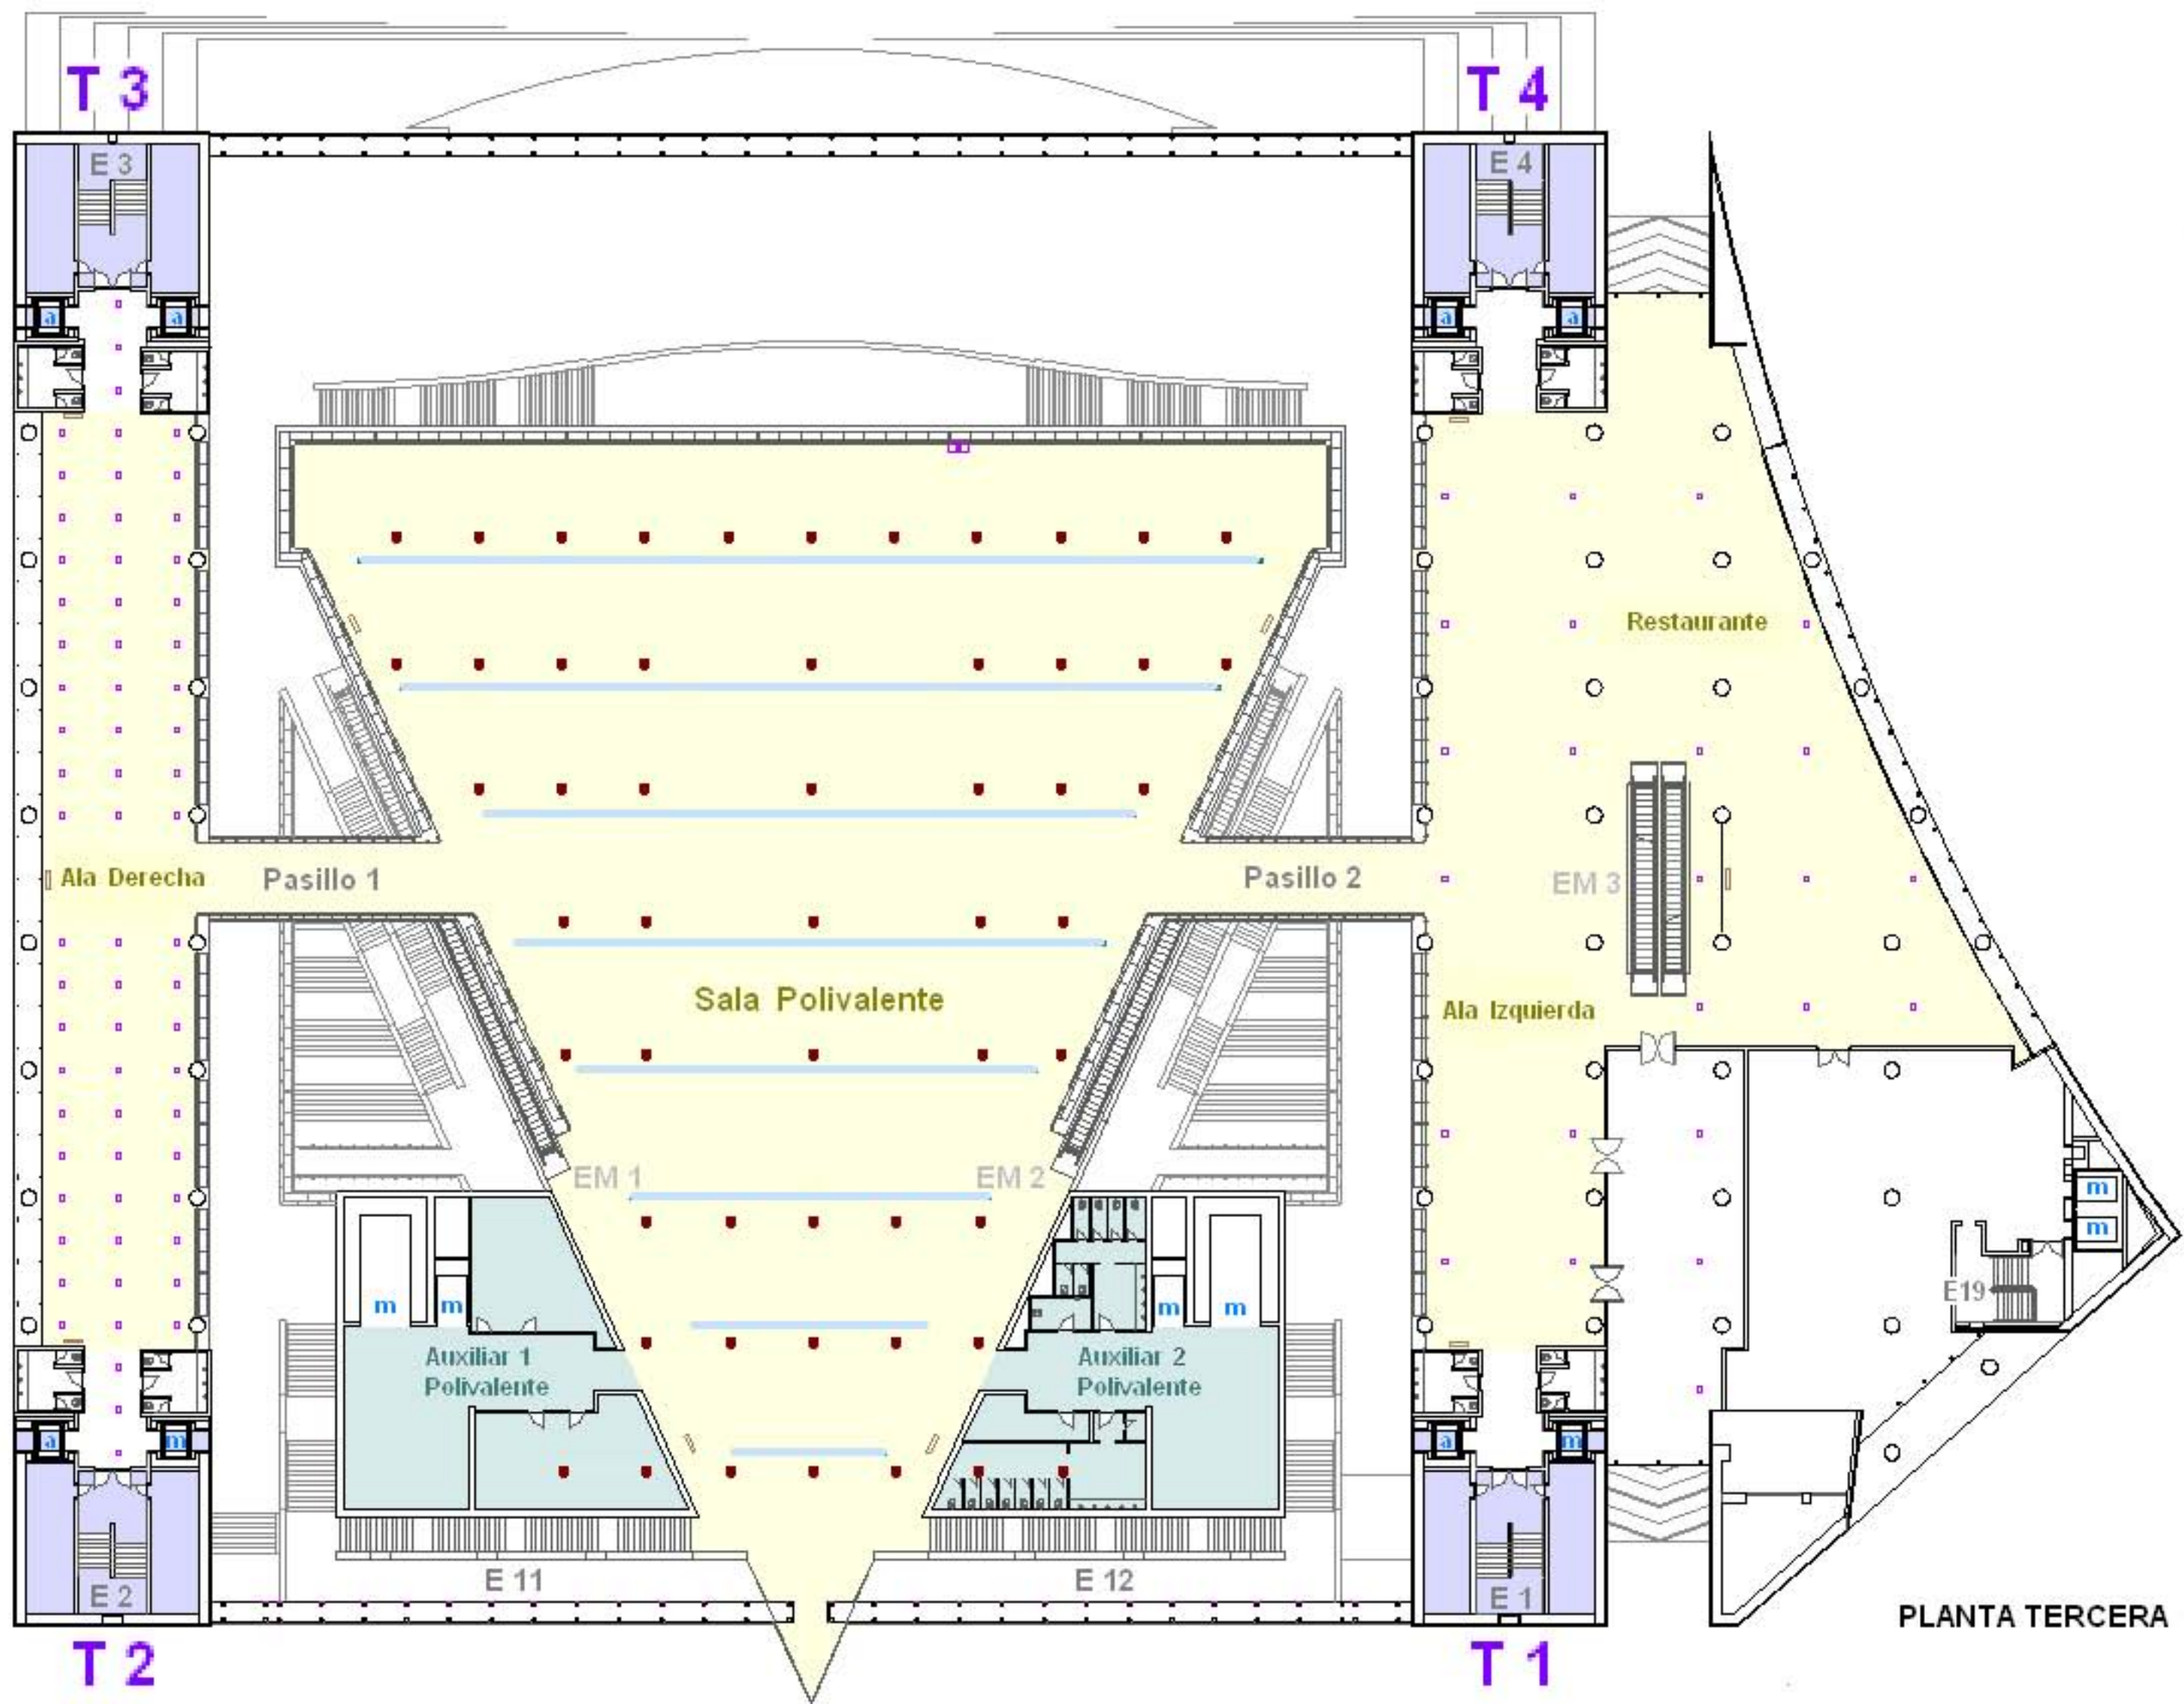 T 3
T 4
E 3
E 4
a
a
a
a
Restaurante
Ala Derecha
Pasillo 1
Pasillo 2
EM 3
Sala Polivalente
Ala Izquierda
EM 1
EM 2
m
m
m
m
m
m
E19
Auxiliar 1
Polivalente
Auxiliar 2
Polivalente
a
m
a
m
E 2
E 11
E 12
E 1
PLANTA TERCERA
T 2
T 1